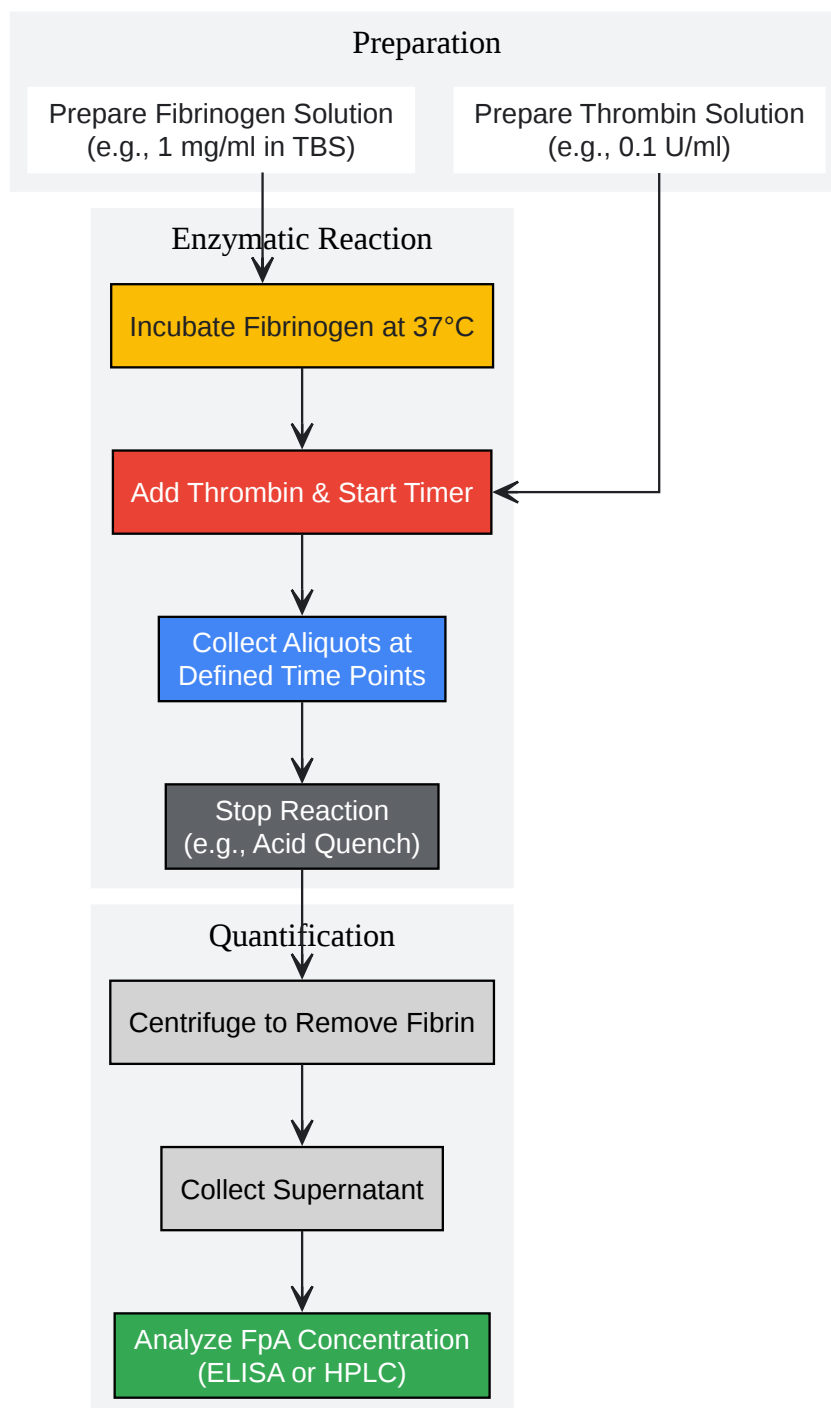 Preparation
Prepare Fibrinogen Solution
(e.g., 1 mg/ml in TBS)
Prepare Thrombin Solution
(e.g., 0.1 U/ml)
Enzymatic Reaction
Incubate Fibrinogen at 37°C
Add Thrombin & Start Timer
Collect Aliquots at
Defined Time Points
Stop Reaction
(e.g., Acid Quench)
Quantification
Centrifuge to Remove Fibrin
Collect Supernatant
Analyze FpA Concentration
(ELISA or HPLC)